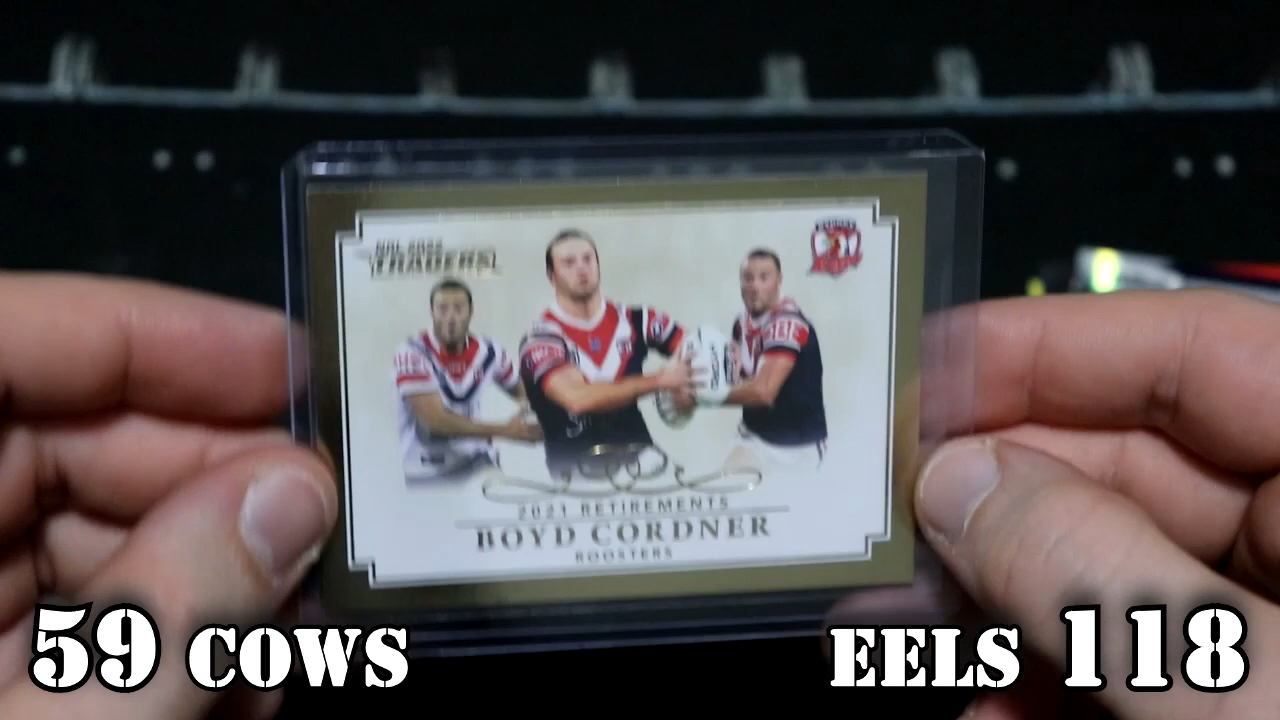 NRL 2022
TRADERS
2021 RETIREMENTS
BOYD CORDNER
ROOSTERS
59 COWS
EELS 118